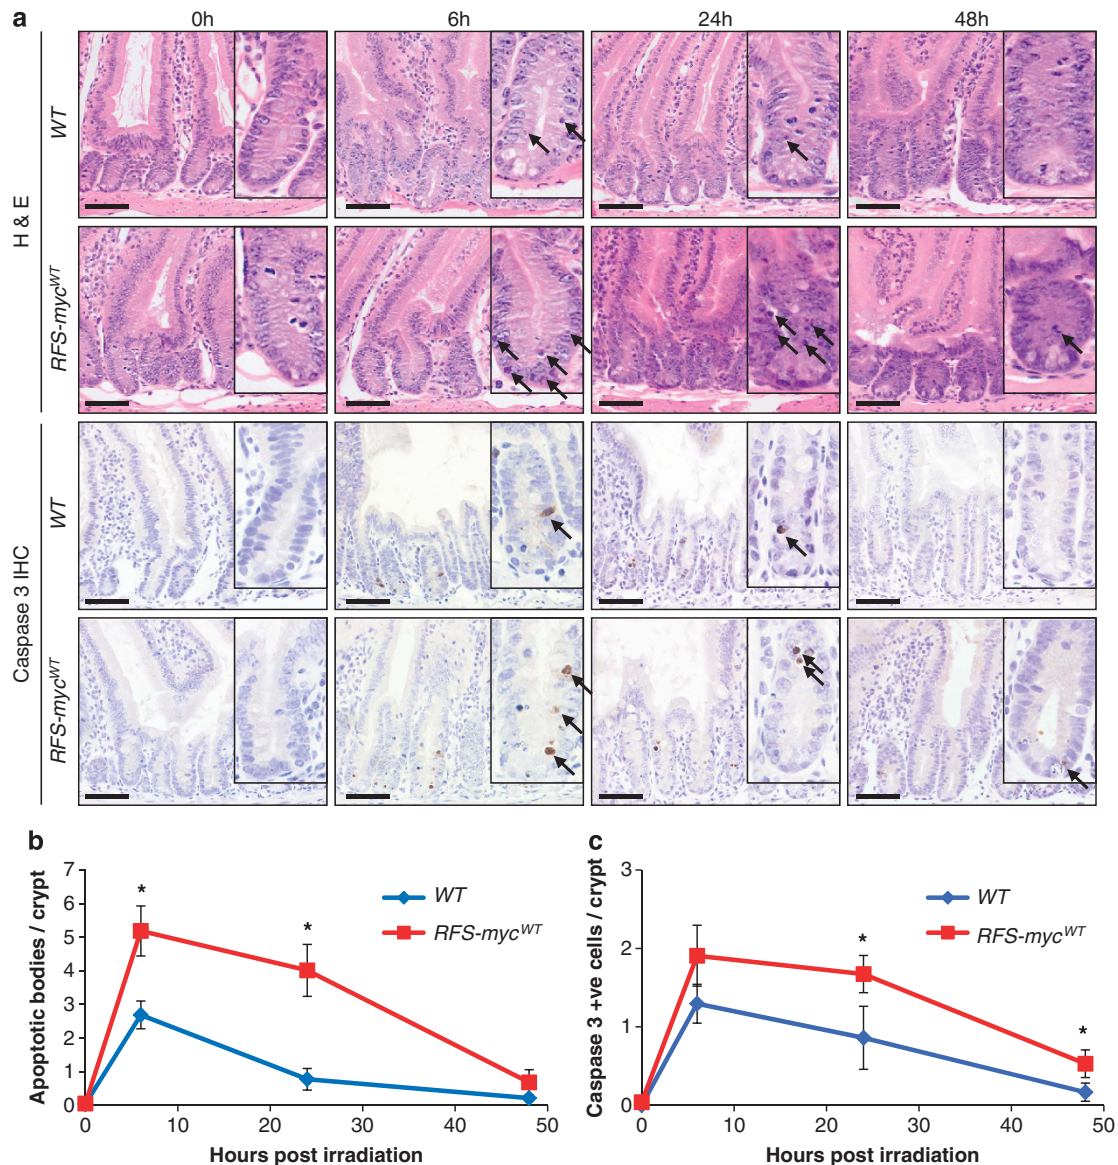 a
0h 6h 24h 48h
H & E
WT
RFS-myc^WT
Caspase 3 IHC
WT
RFS-myc^WT
b
Apoptotic bodies / crypt
7
6
5
4
3
2
1
0
* *
WT
RFS-myc^WT
0 10 20 30 40 50
Hours post irradiation
c
Caspase 3 +ve cells / crypt
3
2
1
0
* *
WT
RFS-myc^WT
0 10 20 30 40 50
Hours post irradiation